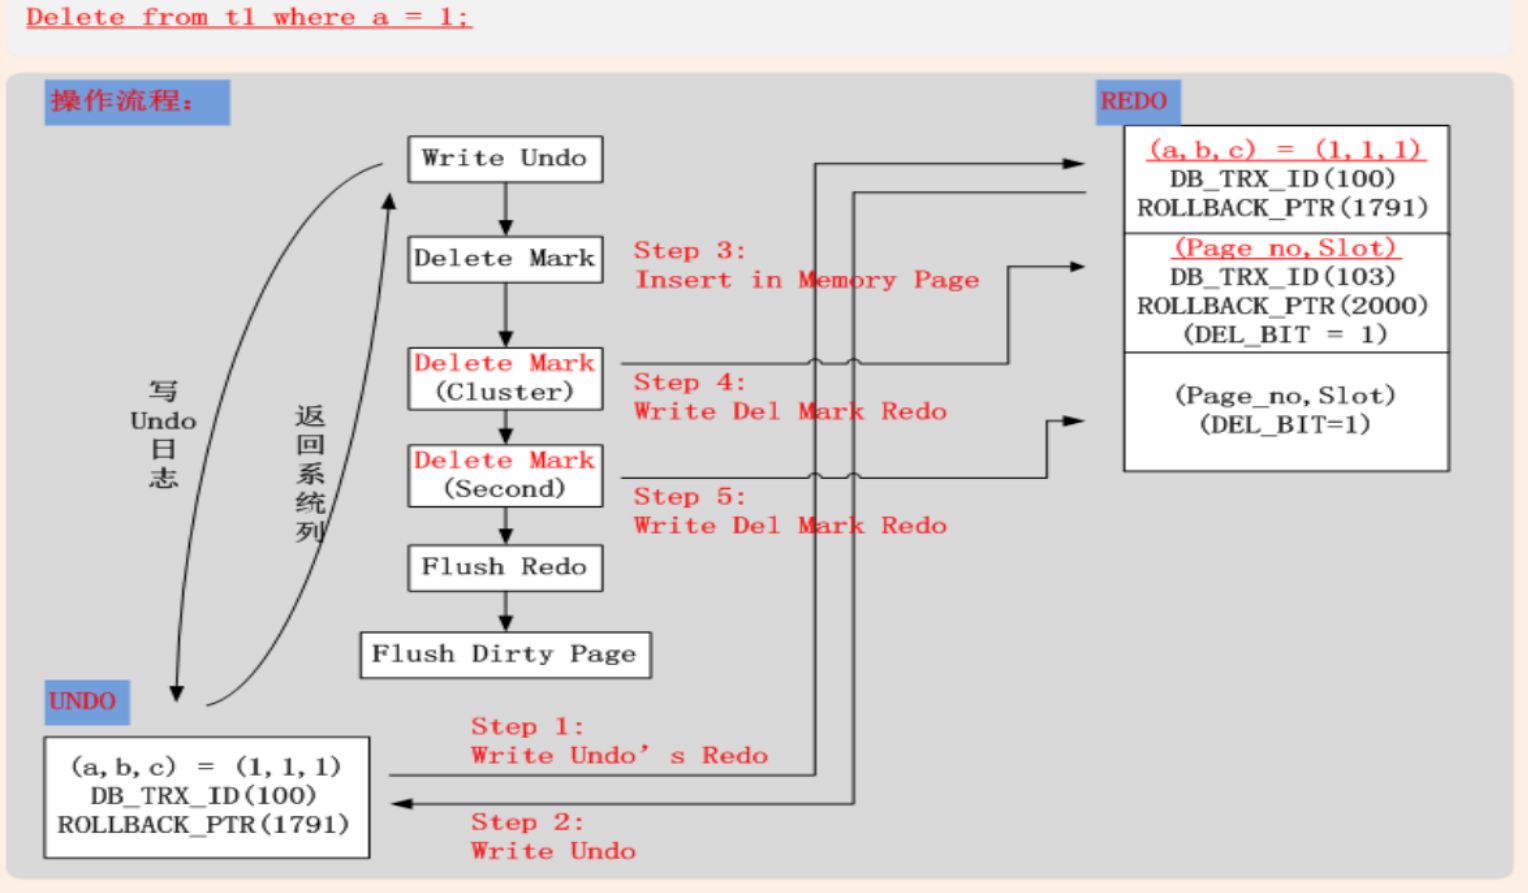 Delete from t1 where a = 1;
操作流程：
REDO
Write Undo
Delete Mark
Delete Mark
(Cluster)
Delete Mark
(Second)
Flush Redo
Flush Dirty Page
写
Undo
日
志
返
回
系
统
列
Step 3:
Insert in Memory Page
Step 4:
Write Del Mark Redo
Step 5:
Write Del Mark Redo
(a,b,c) = (1,1,1)
DB_TRX_ID(100)
ROLLBACK_PTR(1791)
(Page_no,Slot)
DB_TRX_ID(103)
ROLLBACK_PTR(2000)
(DEL_BIT = 1)
(Page_no,Slot)
(DEL_BIT=1)
UNDO
(a,b,c) = (1,1,1)
DB_TRX_ID(100)
ROLLBACK_PTR(1791)
Step 1:
Write Undo’s Redo
Step 2:
Write Undo